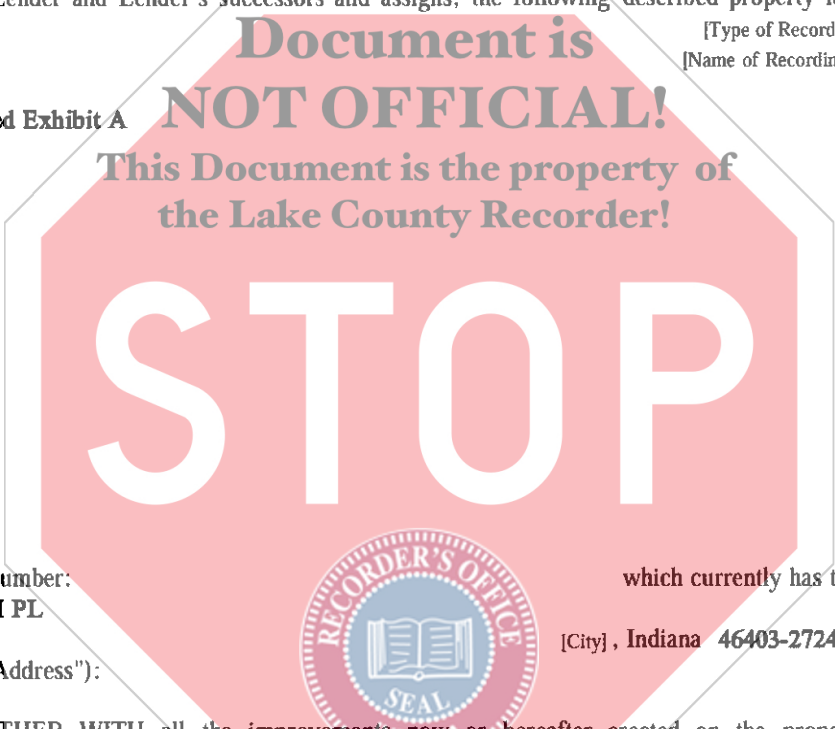 Lender and Lender's Successors and assigns, the following described property
Document is
[Type of Record
[Name of Recordin
NOT OFFICIAL!
d Exhibit A
This Document is the property of
the Lake County Recorder!
STOP
umber:
which currently has t
PL
[City], Indiana 46403-2724
Address"):
RECORDER'S OFFICE
SEAL
THER WITH all the improvements now or hereafter erected on the prope